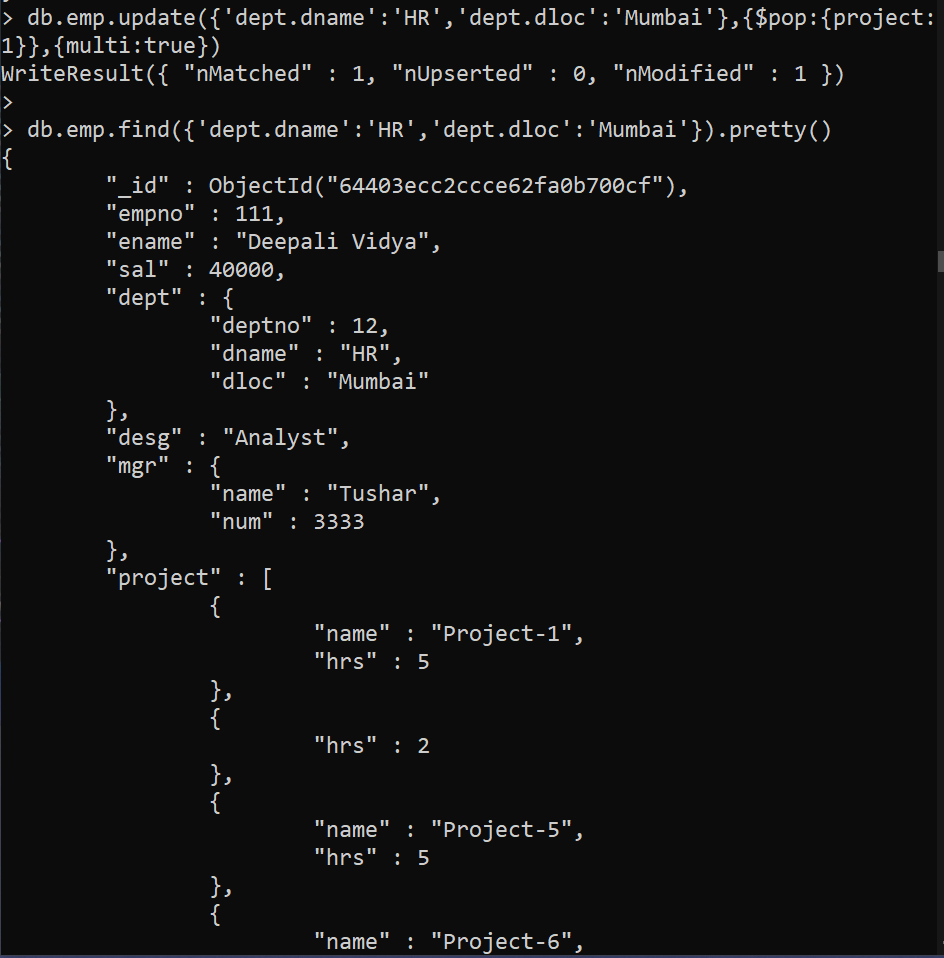 > db.emp.update({'dept.dname':'HR','dept.dloc':'Mumbai'},{$pop:{project:
1}},{multi:true})
WriteResult({ "nMatched" : 1, "nUpserted" : 0, "nModified" : 1 })
>
> db.emp.find({'dept.dname':'HR','dept.dloc':'Mumbai'}).pretty()
{
"_id" : ObjectId("64403ecc2ccce62fa0b700cf"),
"empno" : 111,
"ename" : "Deepali Vidya",
"sal" : 40000,
"dept" : {
"deptno" : 12,
"dname" : "HR",
"dloc" : "Mumbai"
},
"desg" : "Analyst",
"mgr" : {
"name" : "Tushar",
"num" : 3333
},
"project" : [
{
"name" : "Project-1",
"hrs" : 5
},
{
"hrs" : 2
},
{
"name" : "Project-5",
"hrs" : 5
},
{
"name" : "Project-6",